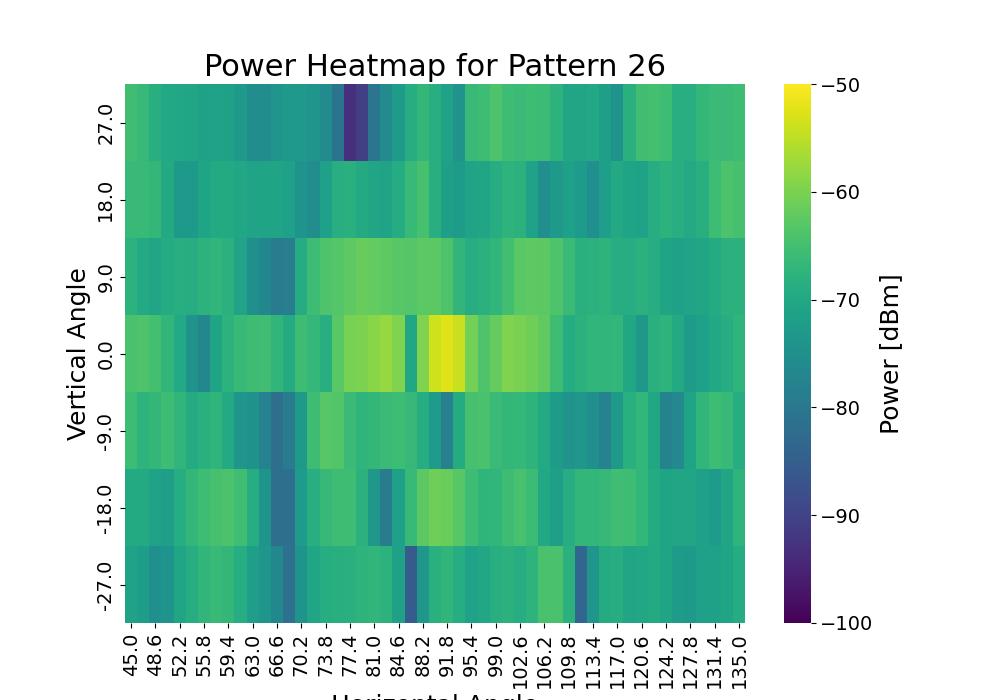 Power Heatmap for Pattern 26
Vertical Angle
27.0
18.0
9.0
0.0
-9.0
-18.0
-27.0
45.0 48.6 52.2 55.8 59.4 63.0 66.6 70.2 73.8 77.4 81.0 84.6 88.2 91.8 95.4 99.0 102.6 106.2 109.8 113.4 117.0 120.6 124.2 127.8 131.4 135.0
Horizontal Angle
−50
−60
−70
−80
−90
−100
Power [dBm]